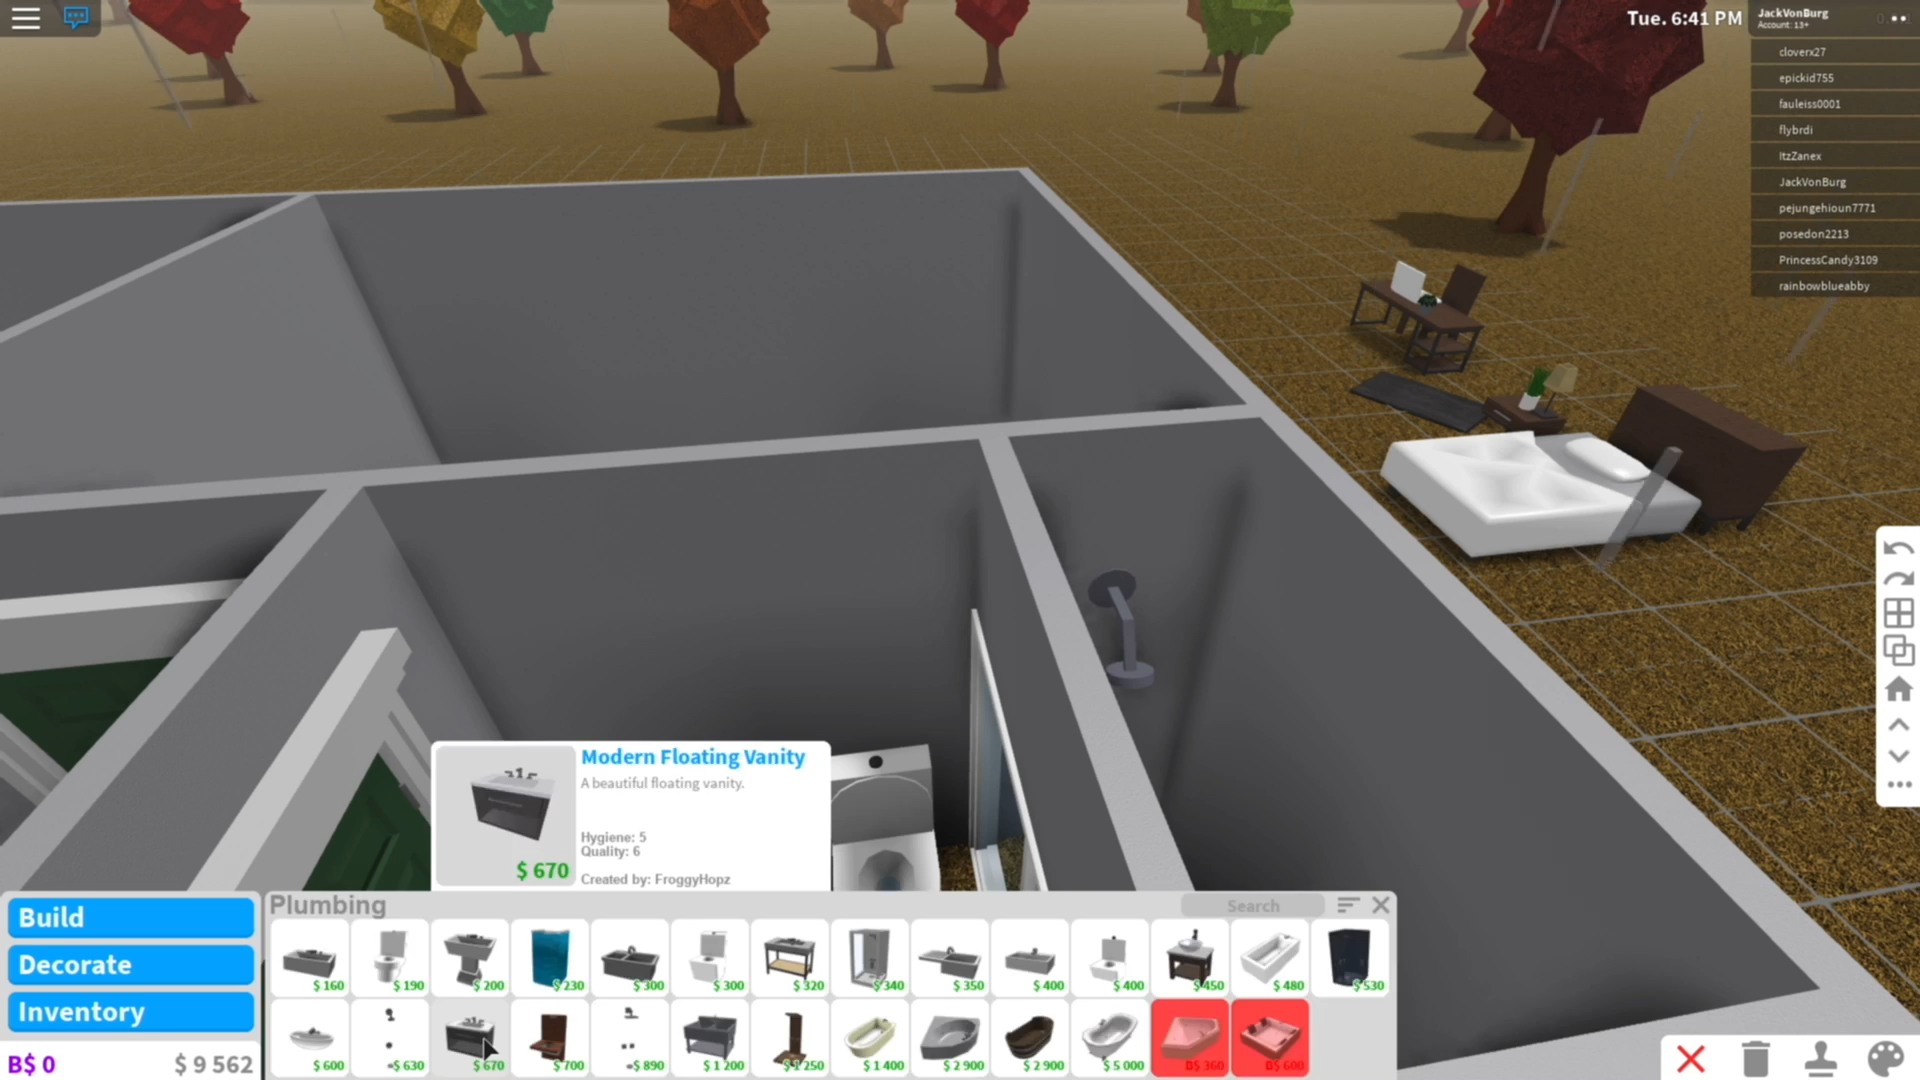 Tue. 6:41 PM
JackVonBurg
Account: 13+
cloverx27
epickid755
fauleiss0001
flybrdi
ItzZanex
JackVonBurg
pejungehioun7771
posedon2213
PrincessCandy3109
rainbowblueabby
Modern Floating Vanity
A beautiful floating vanity.
Hygiene: 5
Quality: 6
$ 670
Created by: FroggyHopz
Build
Decorate
Inventory
B$ 0
$ 9 562
Plumbing
Search
$ 160
$ 190
$ 200
$ 230
$ 300
$ 300
$ 320
$ 340
$ 350
$ 400
$ 400
$ 450
$ 480
$ 530
$ 600
$ 630
$ 670
$ 700
$ 890
$ 1 200
$ 1 250
$ 1 400
$ 2 900
$ 2 900
$ 5 000
B$ 360
B$ 600